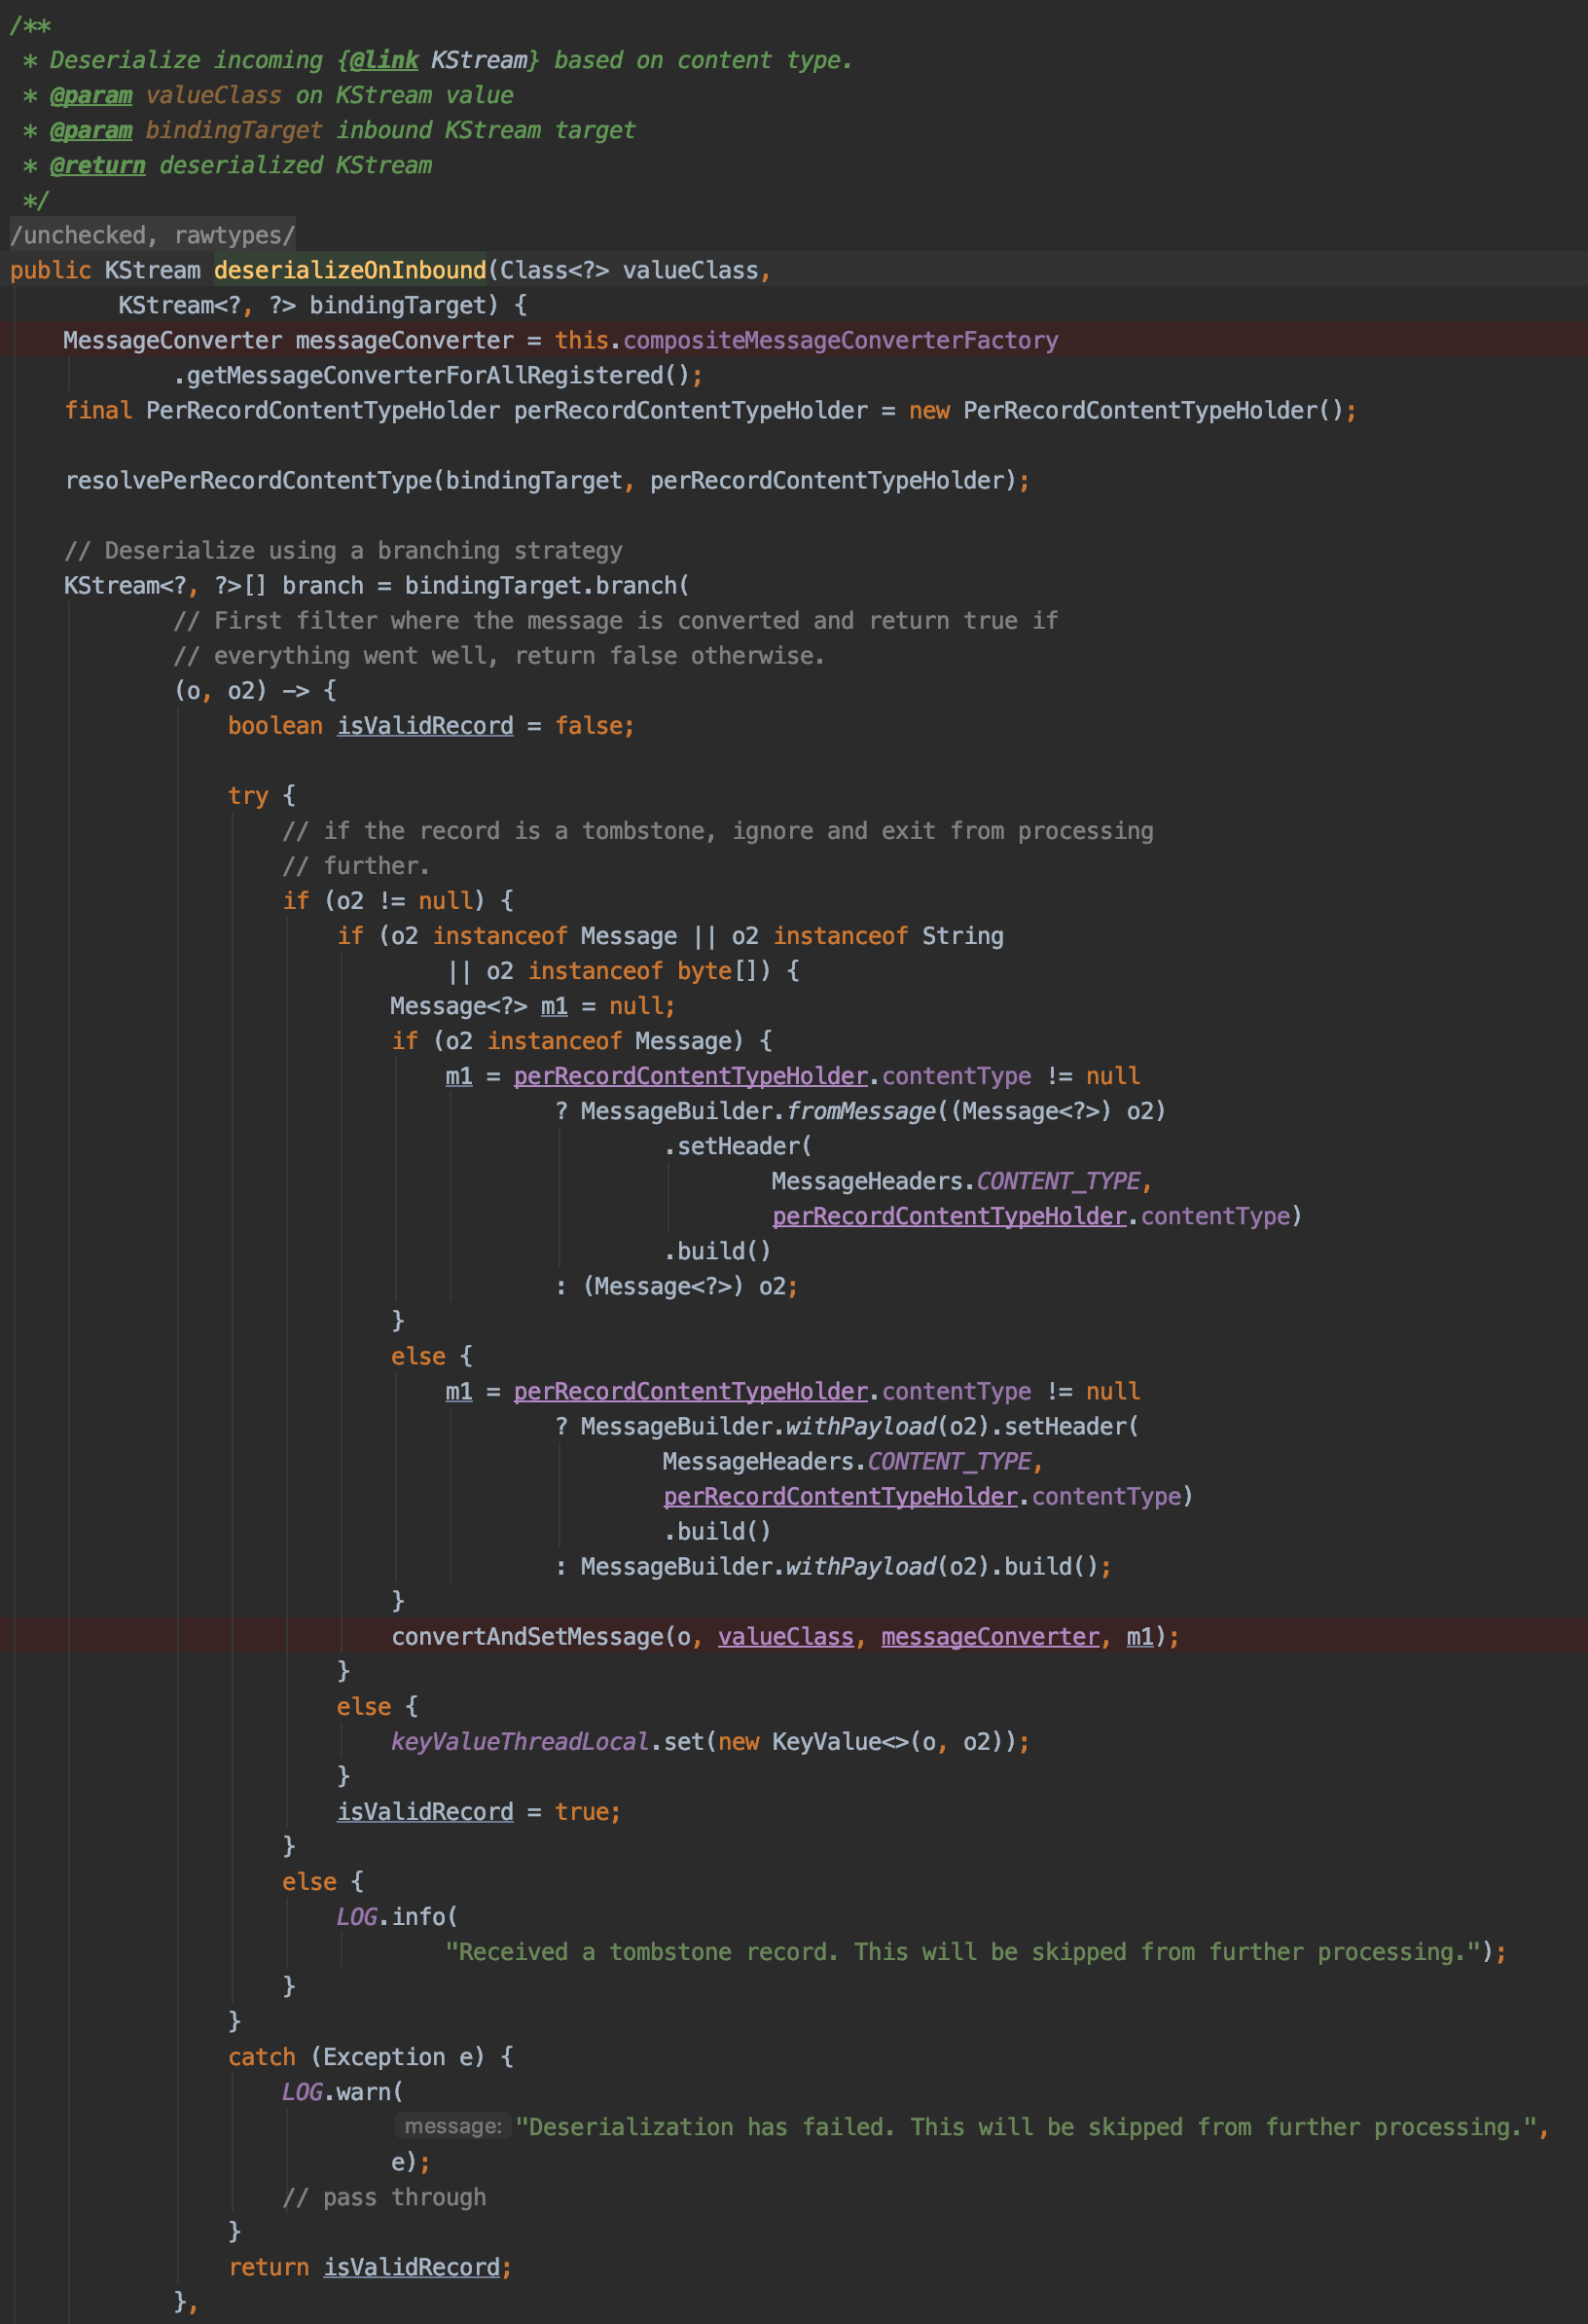 /**
 * Deserialize incoming {@link KStream} based on content type.
 * @param valueClass on KStream value
 * @param bindingTarget inbound KStream target
 * @return deserialized KStream
 */
/unchecked, rawtypes/
public KStream deserializeOnInbound(Class<?> valueClass,
        KStream<?, ?> bindingTarget) {
    MessageConverter messageConverter = this.compositeMessageConverterFactory
            .getMessageConverterForAllRegistered();
    final PerRecordContentTypeHolder perRecordContentTypeHolder = new PerRecordContentTypeHolder();

    resolvePerRecordContentType(bindingTarget, perRecordContentTypeHolder);

    // Deserialize using a branching strategy
    KStream<?, ?>[] branch = bindingTarget.branch(
            // First filter where the message is converted and return true if
            // everything went well, return false otherwise.
            (o, o2) -> {
                boolean isValidRecord = false;

                try {
                    // if the record is a tombstone, ignore and exit from processing
                    // further.
                    if (o2 != null) {
                        if (o2 instanceof Message || o2 instanceof String
                                || o2 instanceof byte[]) {
                            Message<?> m1 = null;
                            if (o2 instanceof Message) {
                                m1 = perRecordContentTypeHolder.contentType != null
                                        ? MessageBuilder.fromMessage((Message<?>) o2)
                                                .setHeader(
                                                        MessageHeaders.CONTENT_TYPE,
                                                        perRecordContentTypeHolder.contentType)
                                                .build()
                                        : (Message<?>) o2;
                            }
                            else {
                                m1 = perRecordContentTypeHolder.contentType != null
                                        ? MessageBuilder.withPayload(o2).setHeader(
                                                MessageHeaders.CONTENT_TYPE,
                                                perRecordContentTypeHolder.contentType)
                                                .build()
                                        : MessageBuilder.withPayload(o2).build();
                            }
                            convertAndSetMessage(o, valueClass, messageConverter, m1);
                        }
                        else {
                            keyValueThreadLocal.set(new KeyValue<>(o, o2));
                        }
                        isValidRecord = true;
                    }
                    else {
                        LOG.info(
                                "Received a tombstone record. This will be skipped from further processing.");
                    }
                }
                catch (Exception e) {
                    LOG.warn(
                            message: "Deserialization has failed. This will be skipped from further processing.",
                            e);
                    // pass through
                }
                return isValidRecord;
            },